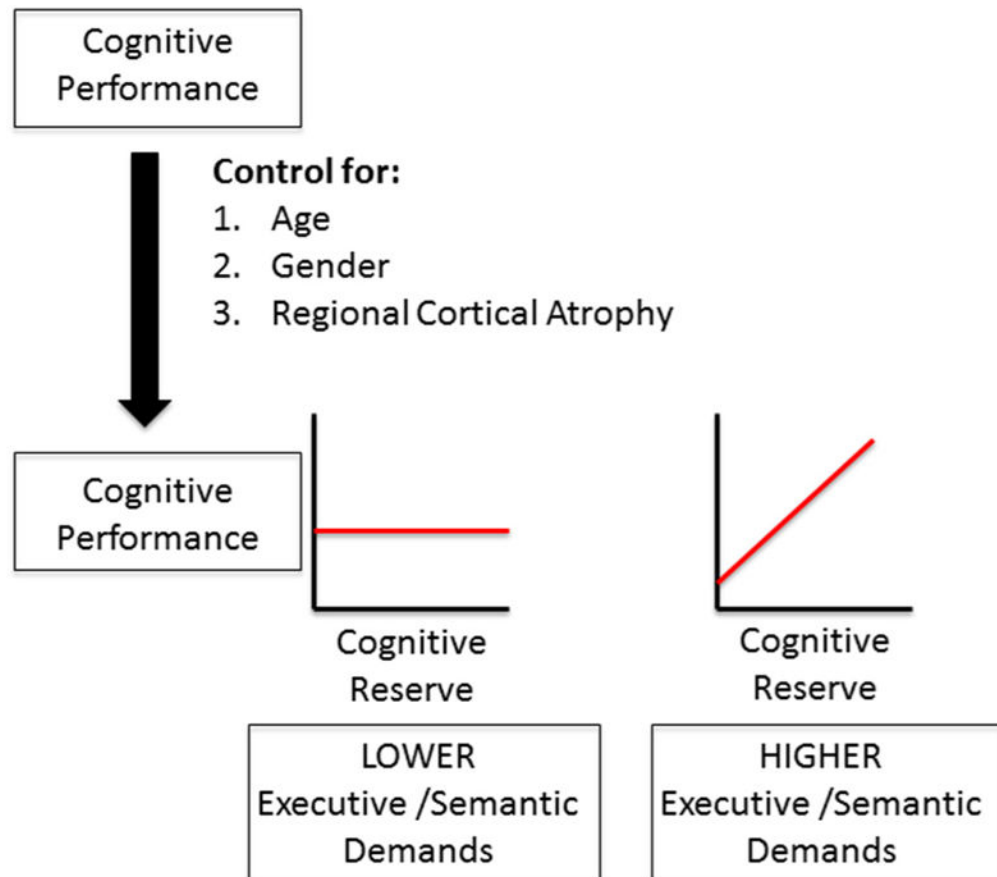 Cognitive
Performance
Control for:
1. Age
2. Gender
3. Regional Cortical Atrophy
Cognitive
Performance
Cognitive
Reserve
Cognitive
Reserve
LOWER
Executive /Semantic
Demands
HIGHER
Executive /Semantic
Demands